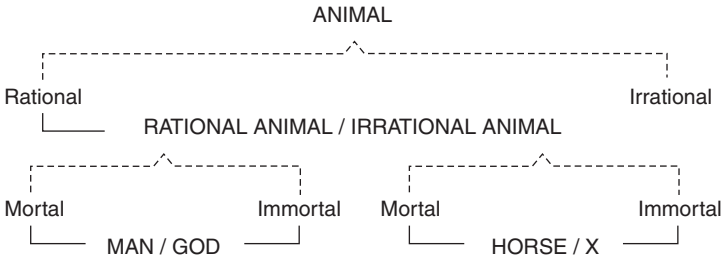 ANIMAL
Rational Irrational
RATIONAL ANIMAL / IRRATIONAL ANIMAL
Mortal Immortal Mortal Immortal
MAN / GOD HORSE / X